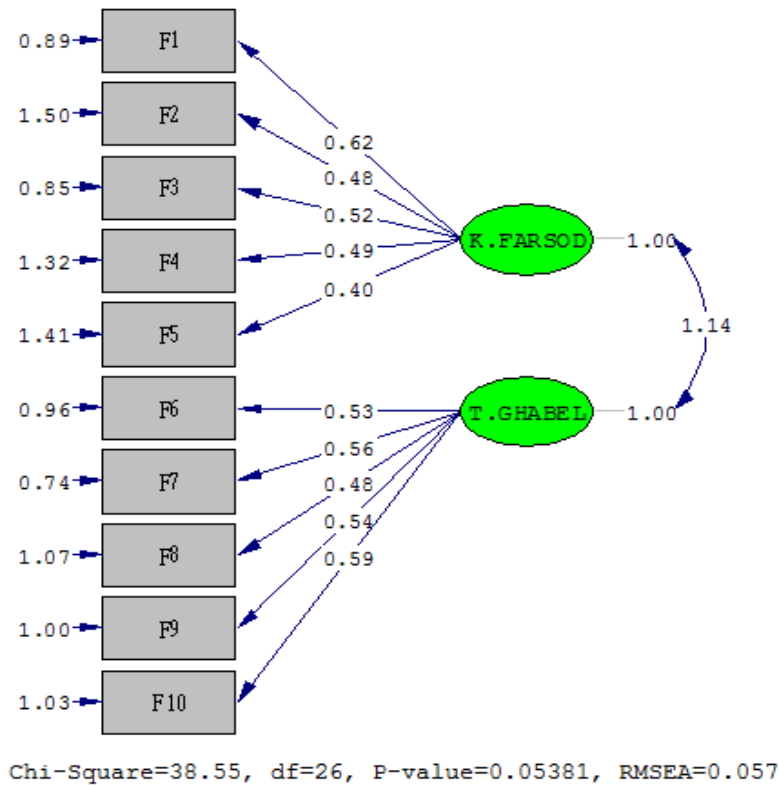 0.89 F1
0.62
1.50 F2
0.48
0.85 F3
0.52
K.FARSOD 1.00
1.32 F4
0.49
0.40
1.41 F5
1.14
0.96 F6
0.53
T.GHABEL 1.00
0.56
0.74 F7
0.48
0.54
1.07 F8
0.59
1.00 F9
1.03 F10
Chi-Square=38.55, df=26, P-value=0.05381, RMSEA=0.057